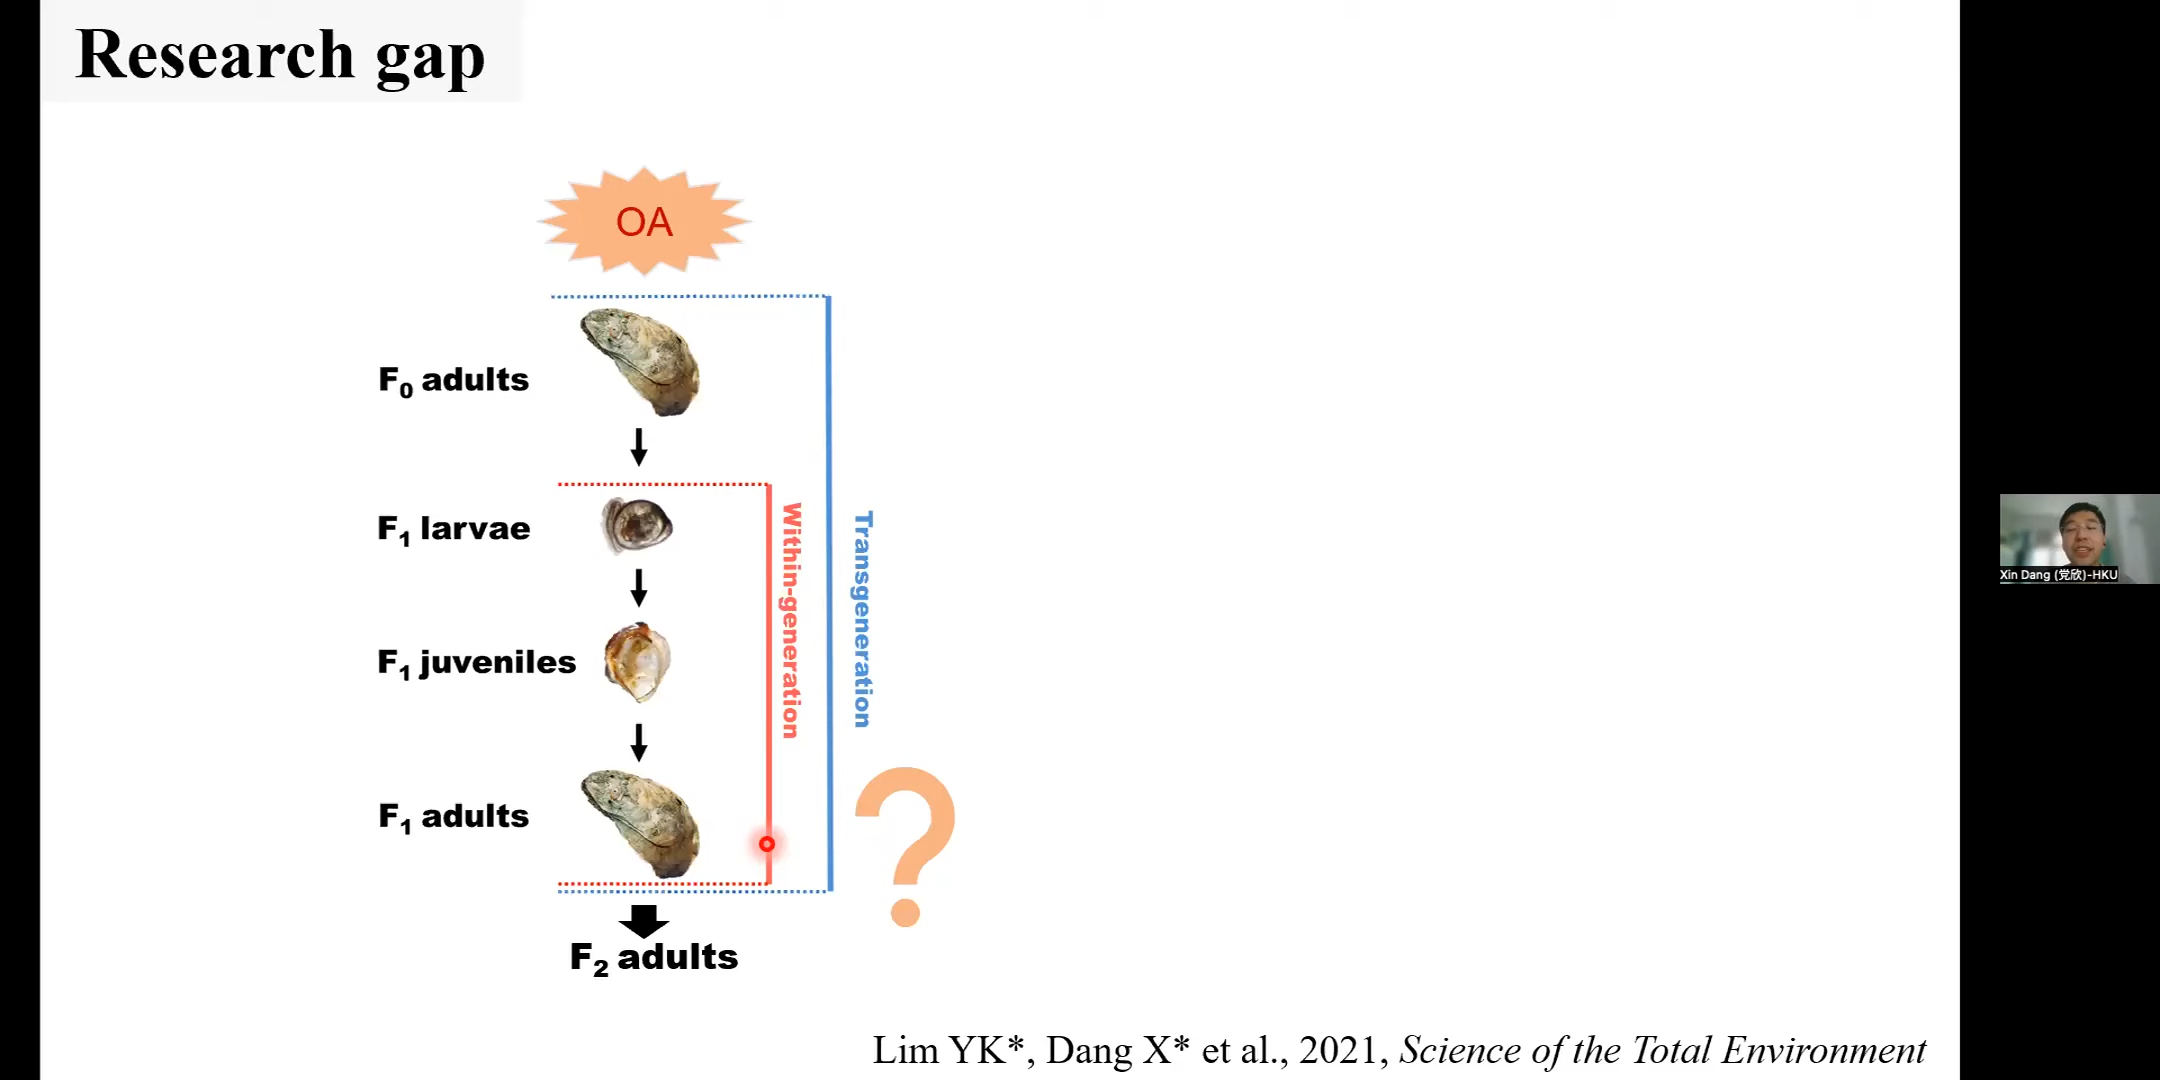 Research gap
OA
F₀ adults
F₁ larvae
F₁ juveniles
F₁ adults
Within-generation
Transgeneration
?
F₂ adults
Lim YK*, Dang X* et al., 2021, Science of the Total Environment
Xin Dang (党欣)-HKU